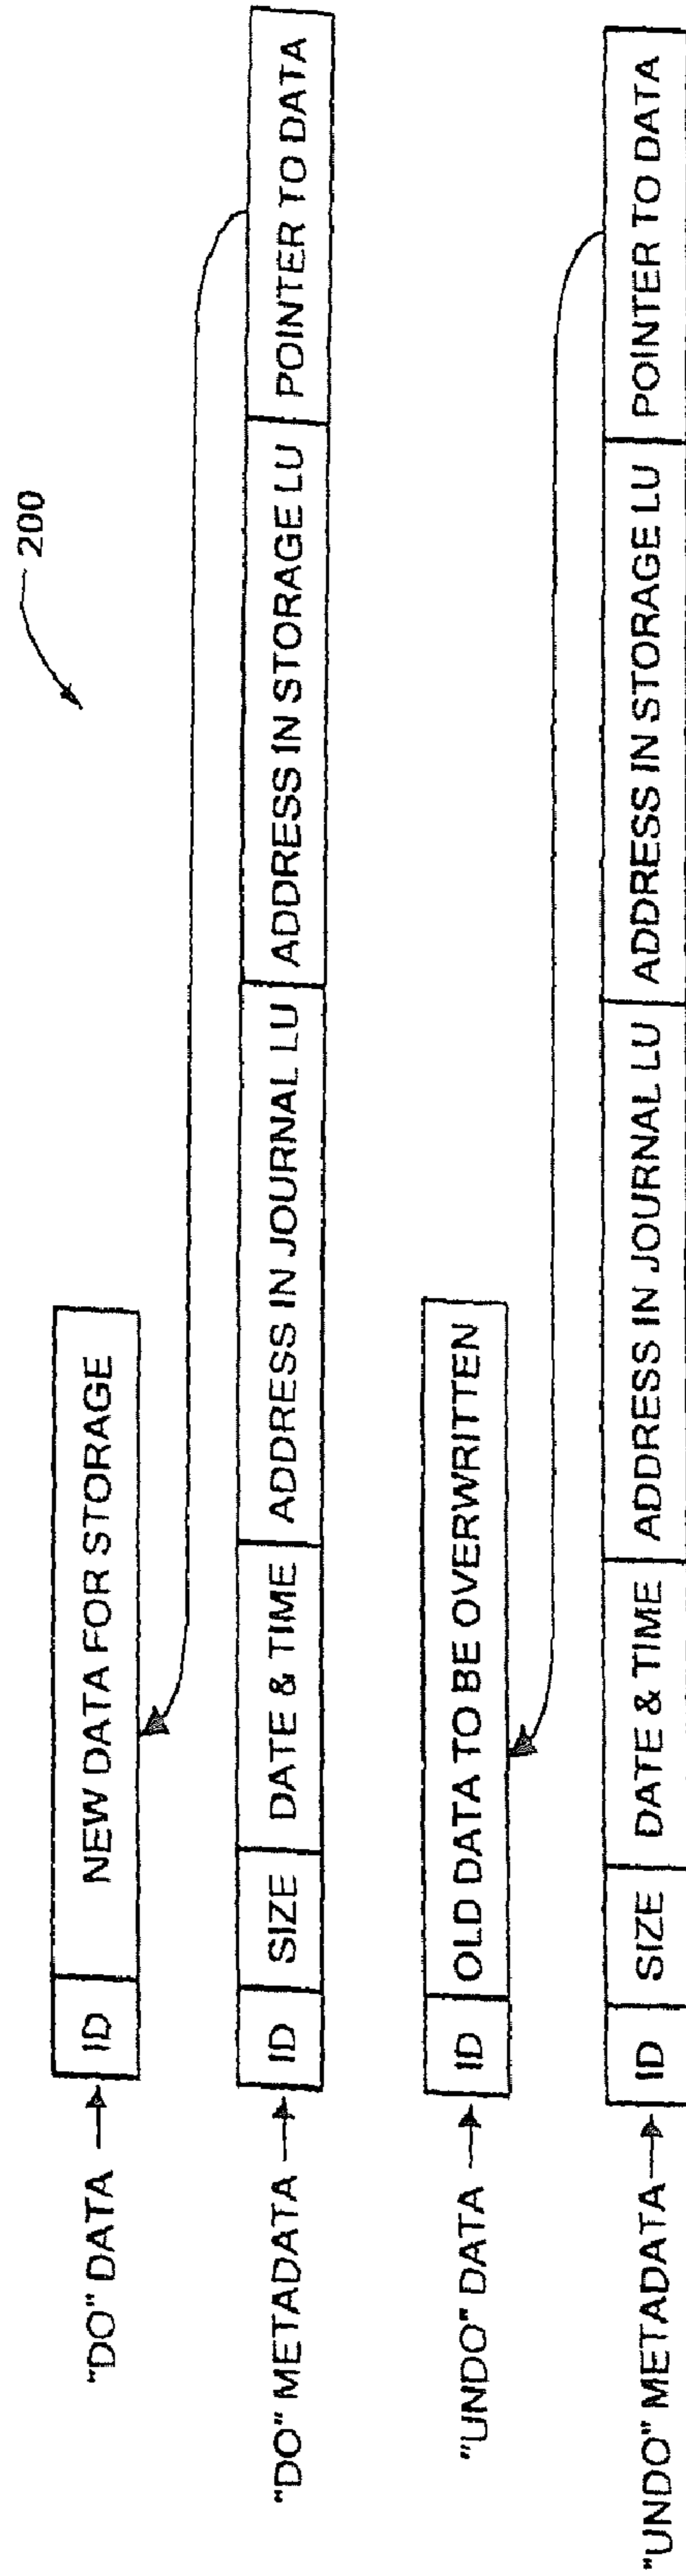 200
"DO" DATA → ID NEW DATA FOR STORAGE
"DO" METADATA → ID SIZE DATE & TIME ADDRESS IN JOURNAL LU ADDRESS IN STORAGE LU POINTER TO DATA
"UNDO" DATA → ID OLD DATA TO BE OVERWRITTEN
"UNDO" METADATA → ID SIZE DATE & TIME ADDRESS IN JOURNAL LU ADDRESS IN STORAGE LU POINTER TO DATA